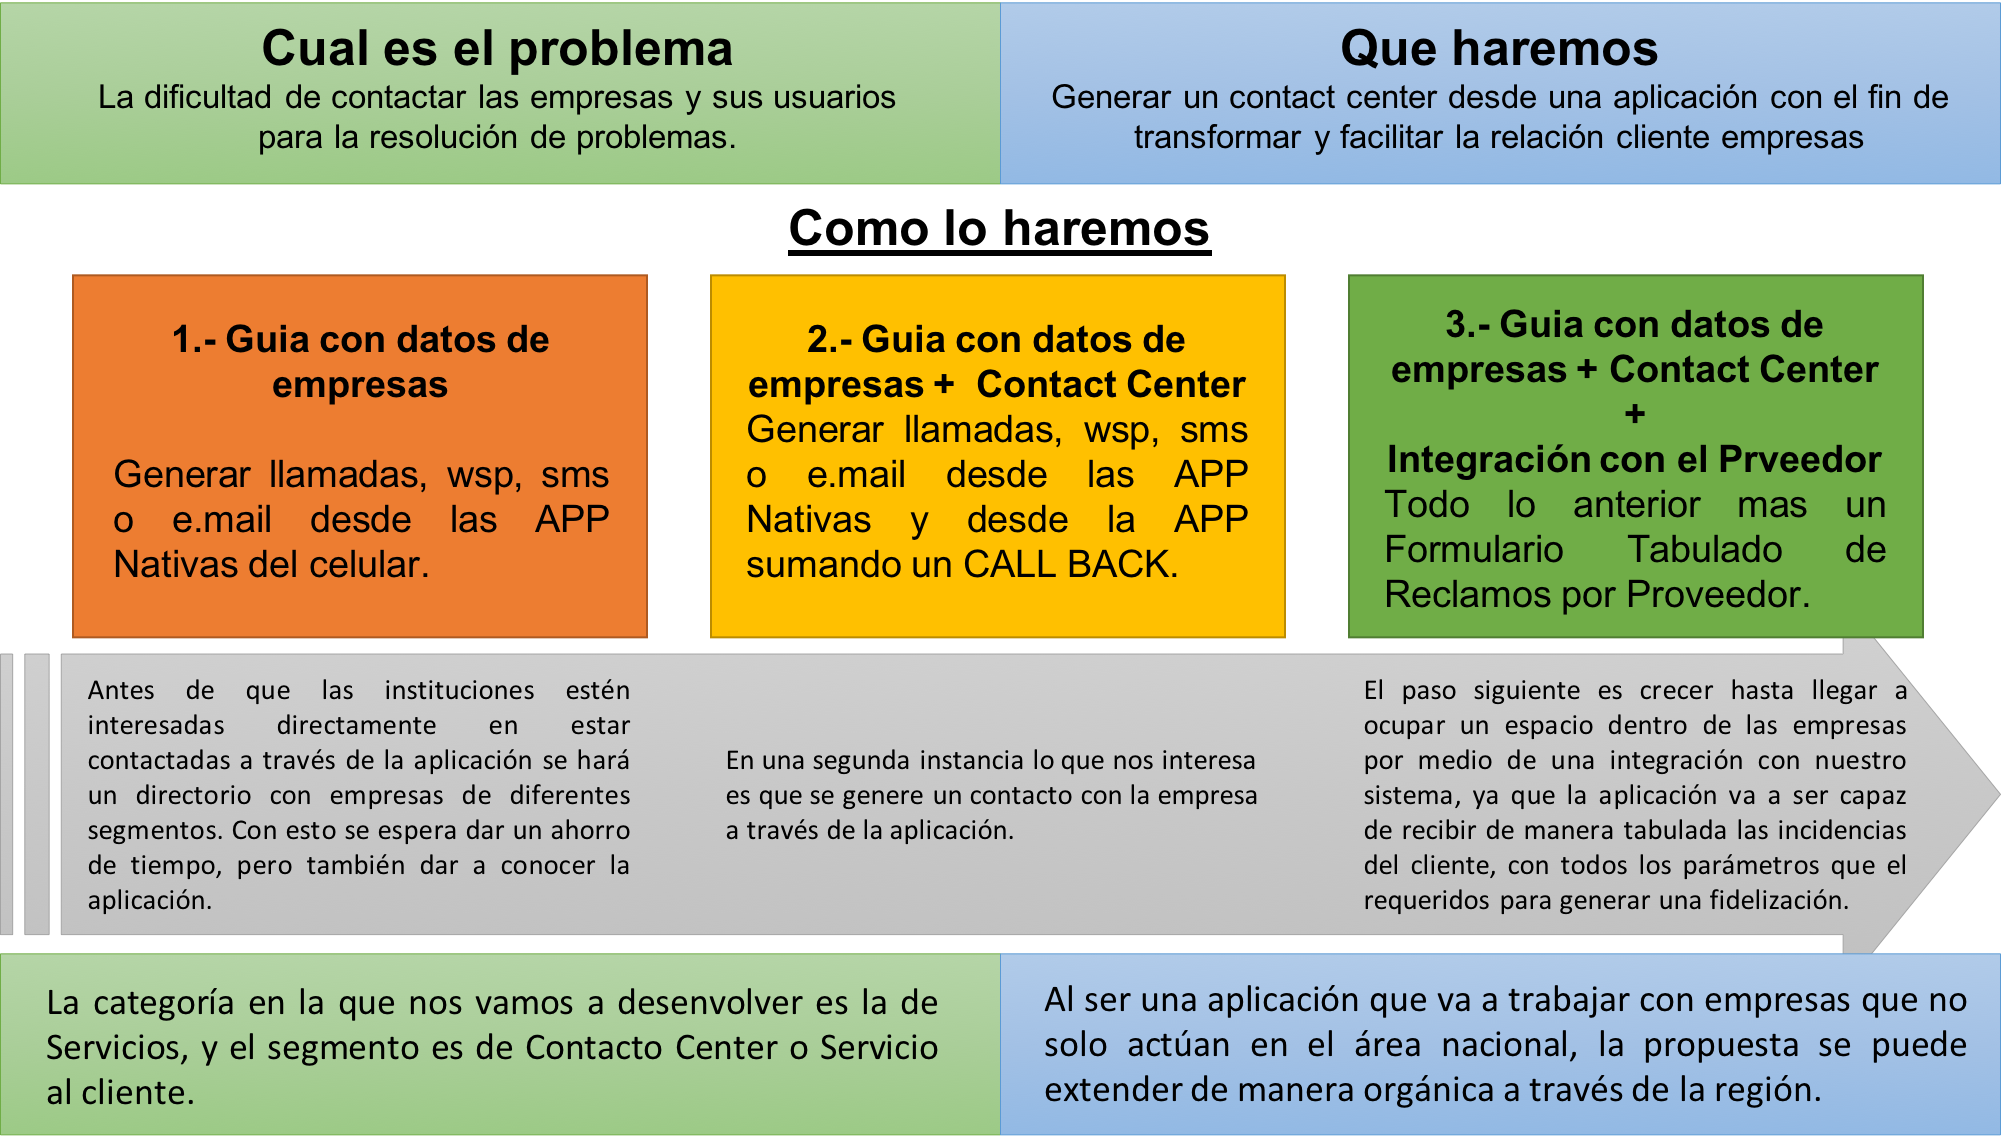 Cual es el problema
La dificultad de contactar las empresas y sus usuarios
para la resolución de problemas.
Que haremos
Generar un contact center desde una aplicación con el fin de
transformar y facilitar la relación cliente empresas
Como lo haremos
1.- Guia con datos de
empresas
Generar llamadas, wsp, sms
o e.mail desde las APP
Nativas del celular.
2.- Guia con datos de
empresas + Contact Center
Generar llamadas, wsp, sms
o e.mail desde las APP
Nativas y desde la APP
sumando un CALL BACK.
3.- Guia con datos de
empresas + Contact Center
+
Integración con el Prveedor
Todo lo anterior mas un
Formulario Tabulado de
Reclamos por Proveedor.
Antes de que las instituciones estén
interesadas directamente en estar
contactadas a través de la aplicación se hará
un directorio con empresas de diferentes
segmentos. Con esto se espera dar un ahorro
de tiempo, pero también dar a conocer la
aplicación.
En una segunda instancia lo que nos interesa
es que se genere un contacto con la empresa
a través de la aplicación.
El paso siguiente es crecer hasta llegar a
ocupar un espacio dentro de las empresas
por medio de una integración con nuestro
sistema, ya que la aplicación va a ser capaz
de recibir de manera tabulada las incidencias
del cliente, con todos los parámetros que el
requeridos para generar una fidelización.
La categoría en la que nos vamos a desenvolver es la de
Servicios, y el segmento es de Contacto Center o Servicio
al cliente.
Al ser una aplicación que va a trabajar con empresas que no
solo actúan en el área nacional, la propuesta se puede
extender de manera orgánica a través de la región.